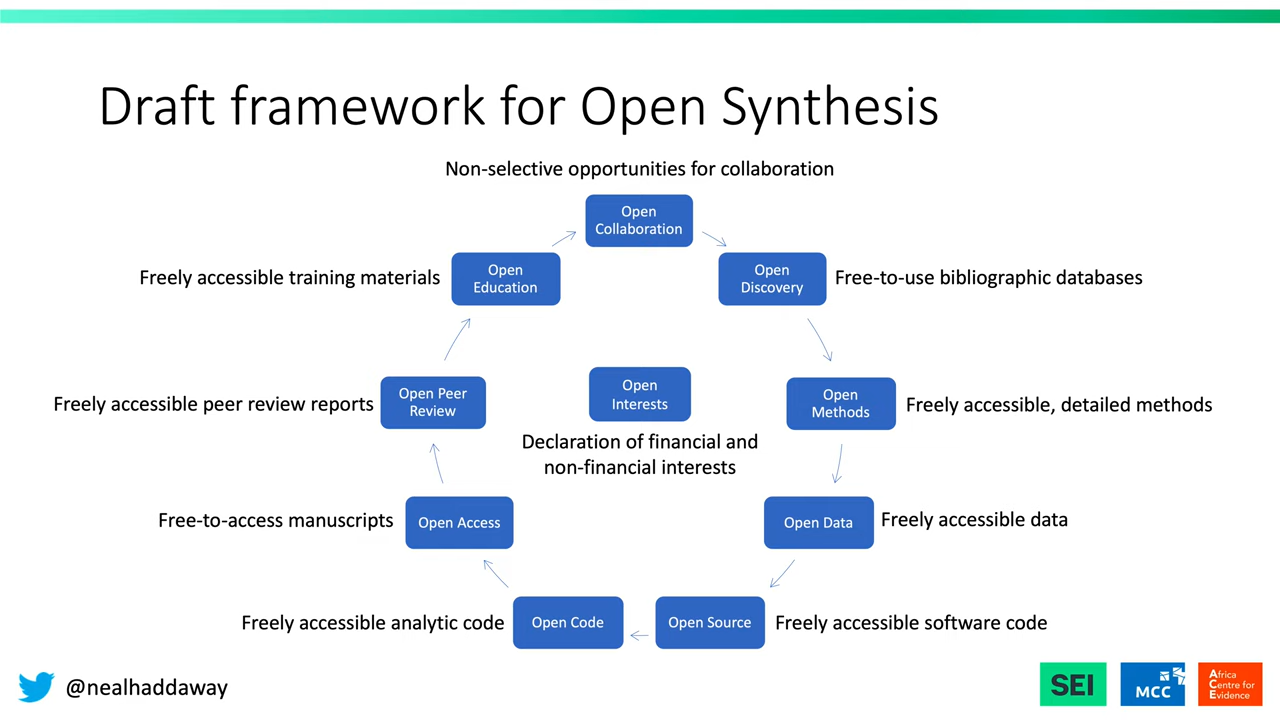 Draft framework for Open Synthesis
Non-selective opportunities for collaboration
Open
Collaboration
Freely accessible training materials
Open
Education
Open
Discovery
Free-to-use bibliographic databases
Freely accessible peer review reports
Open Peer
Review
Open
Interests
Declaration of financial and
non-financial interests
Open
Methods
Freely accessible, detailed methods
Free-to-access manuscripts
Open Access
Open Data
Freely accessible data
Freely accessible analytic code
Open Code
Open Source
Freely accessible software code
@nealhaddaway
SEI
MCC
Africa
Centre for
Evidence